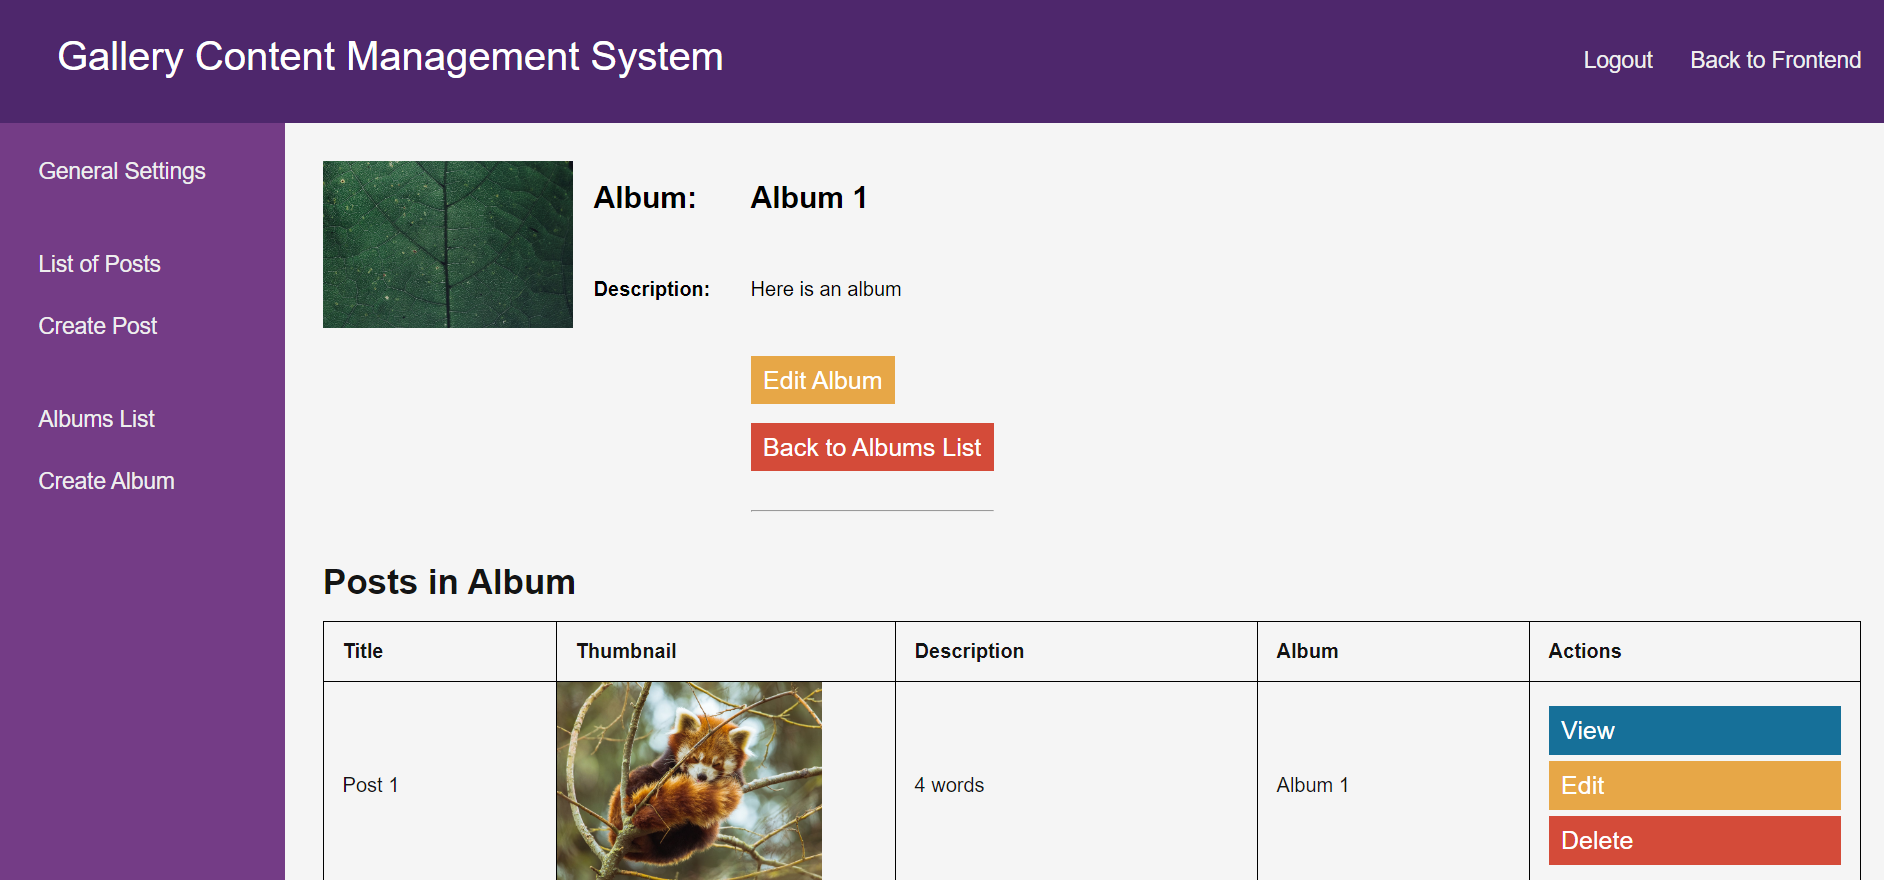 Gallery Content Management System
Logout Back to Frontend
General Settings
List of Posts
Create Post
Albums List
Create Album
Album: Album 1
Description: Here is an album
Edit Album
Back to Albums List
Posts in Album
Title Thumbnail Description Album Actions
Post 1 4 words Album 1
View
Edit
Delete